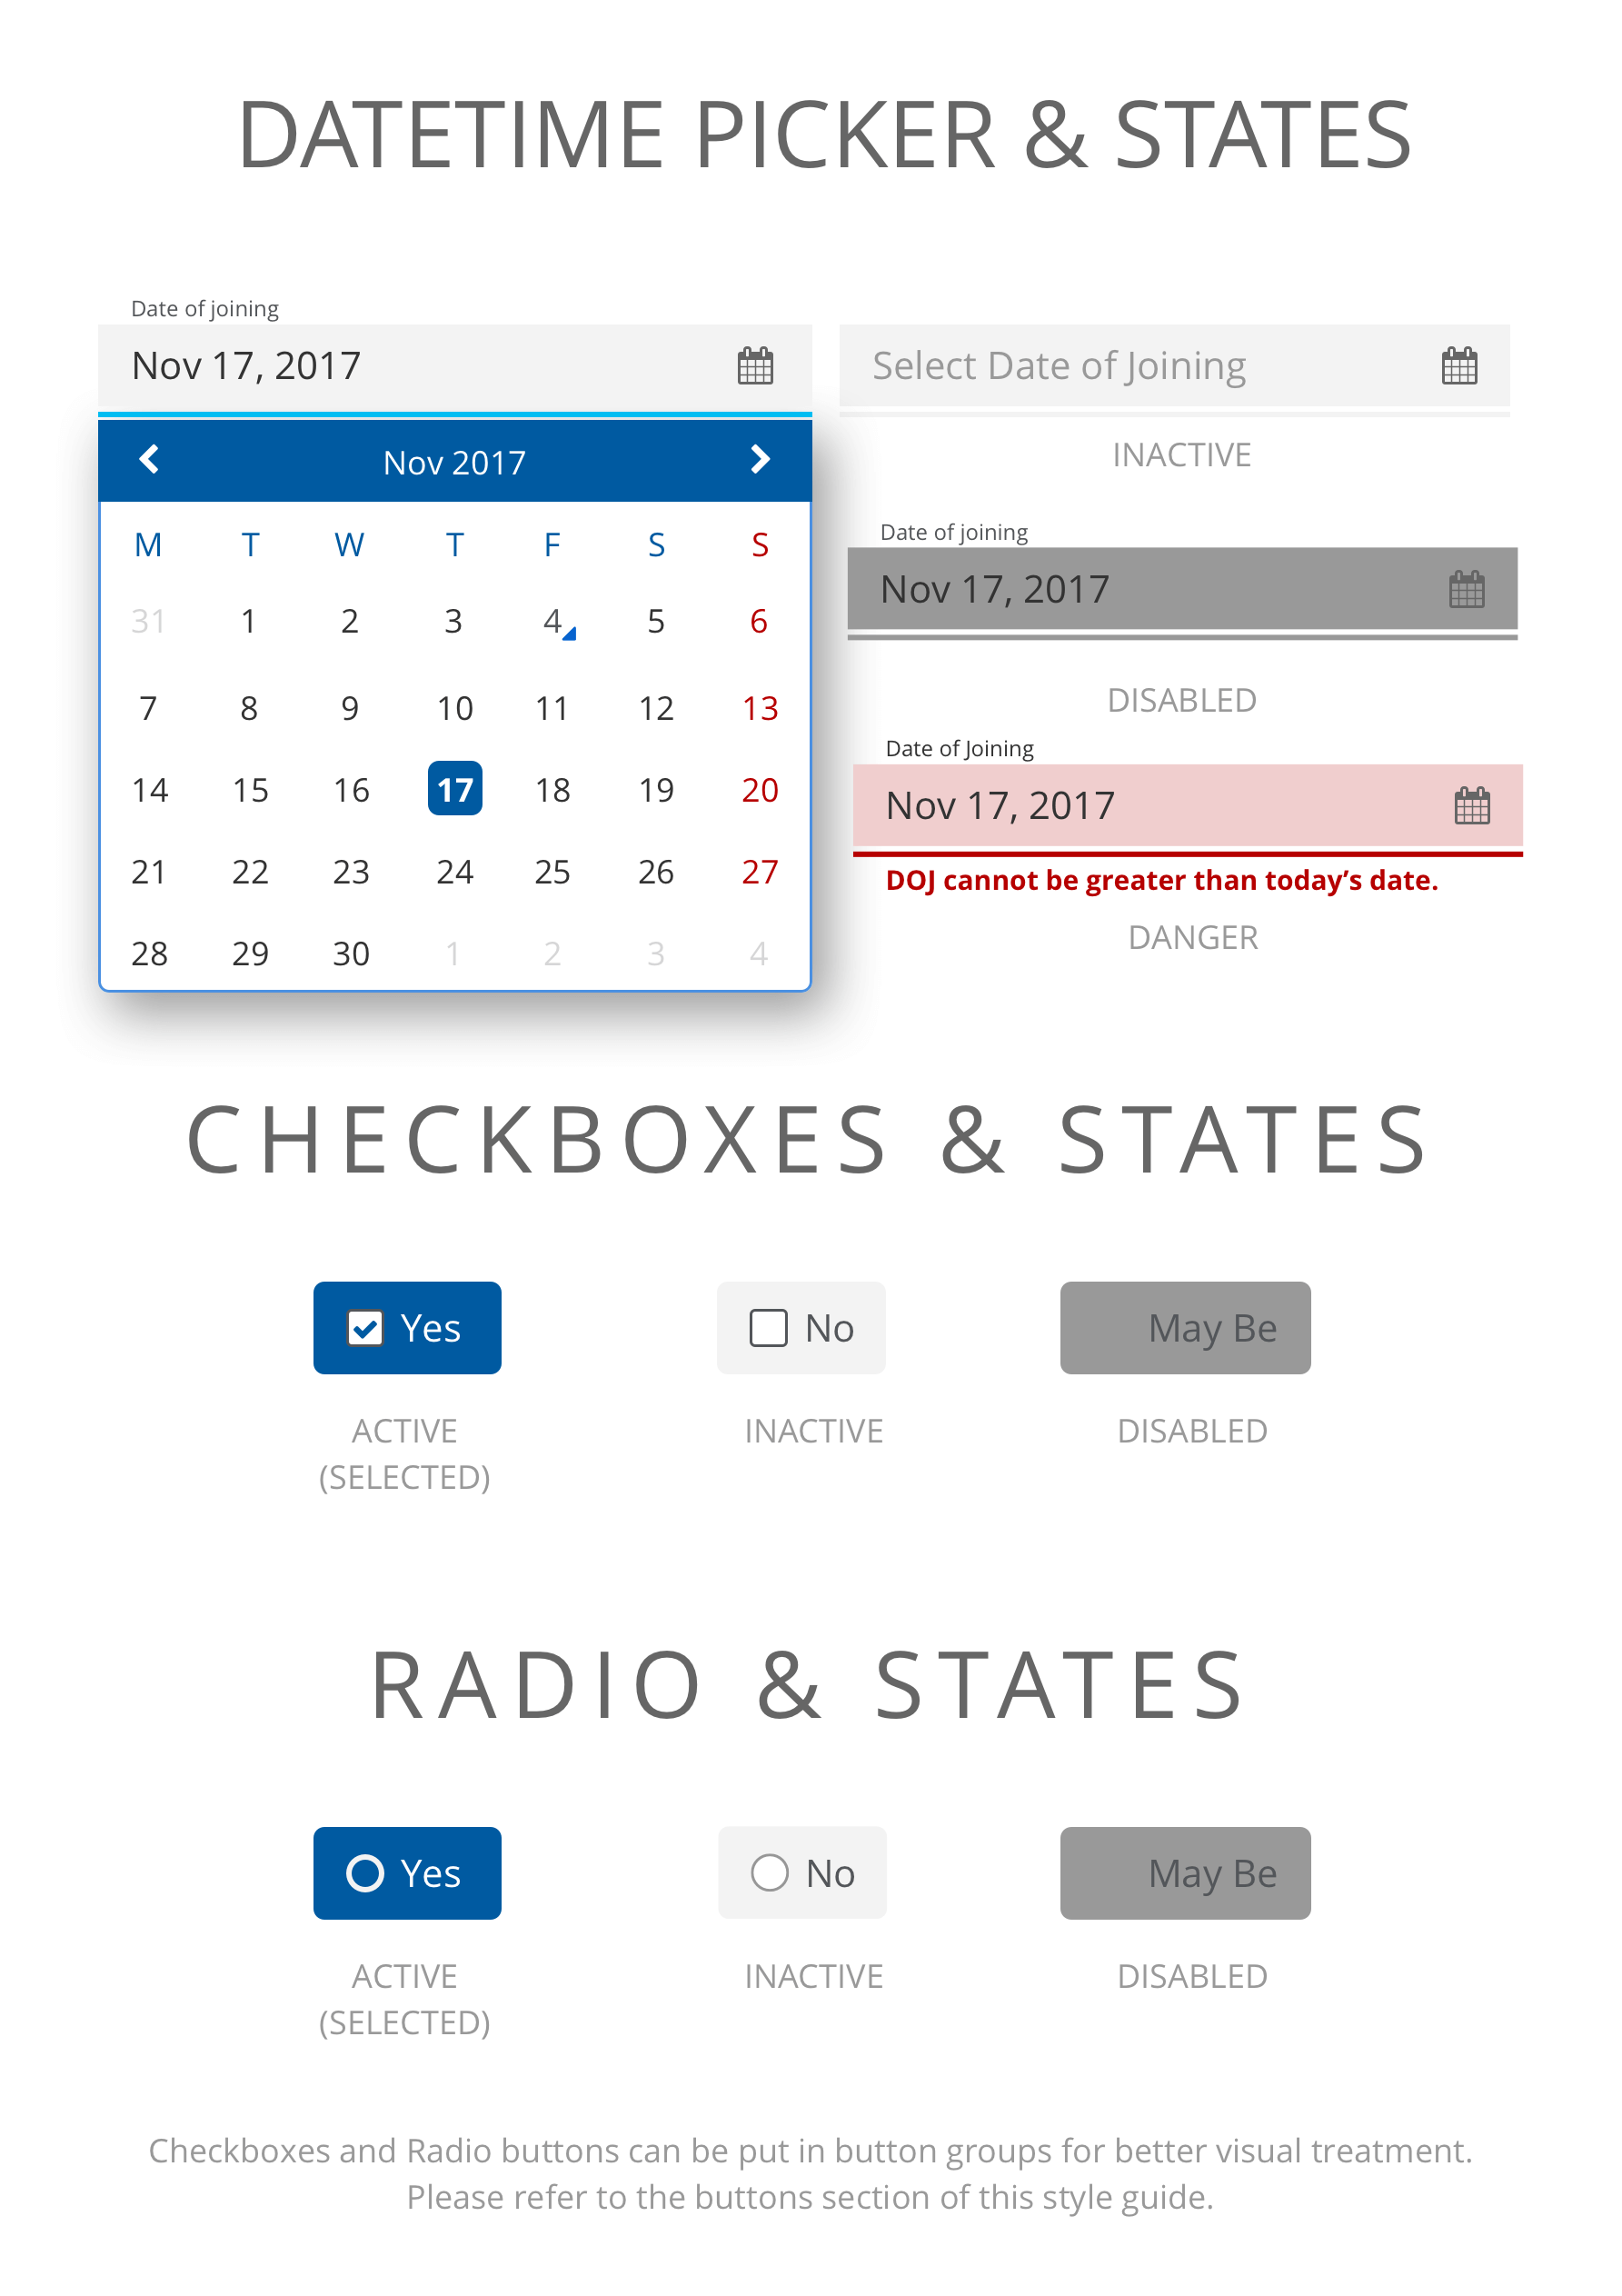 DATETIME PICKER & STATES
Date of joining
Nov 17, 2017
Nov 2017
M T W T F S S
31 1 2 3 4 5 6
7 8 9 10 11 12 13
14 15 16 17 18 19 20
21 22 23 24 25 26 27
28 29 30 1 2 3 4
Select Date of Joining
INACTIVE
Date of joining
Nov 17, 2017
DISABLED
Date of Joining
Nov 17, 2017
DOJ cannot be greater than today’s date.
DANGER
CHECKBOXES & STATES
Yes No May Be
ACTIVE INACTIVE DISABLED
(SELECTED)
RADIO & STATES
Yes No May Be
ACTIVE INACTIVE DISABLED
(SELECTED)
Checkboxes and Radio buttons can be put in button groups for better visual treatment.
Please refer to the buttons section of this style guide.